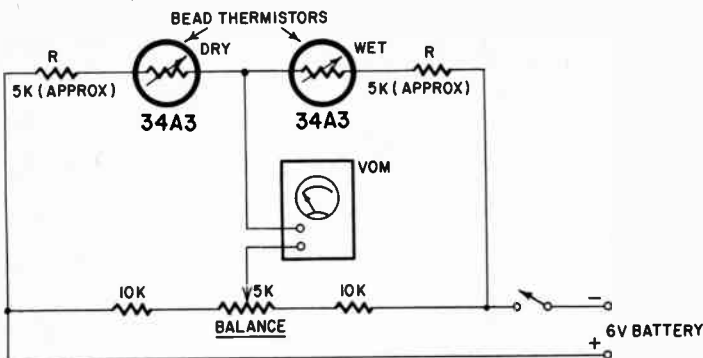 BEAD THERMISTORS
DRY
WET
R
R
5K (APPROX)
5K (APPROX)
34A3
34A3
VOM
10K
5K
10K
BALANCE
−
6V BATTERY
+